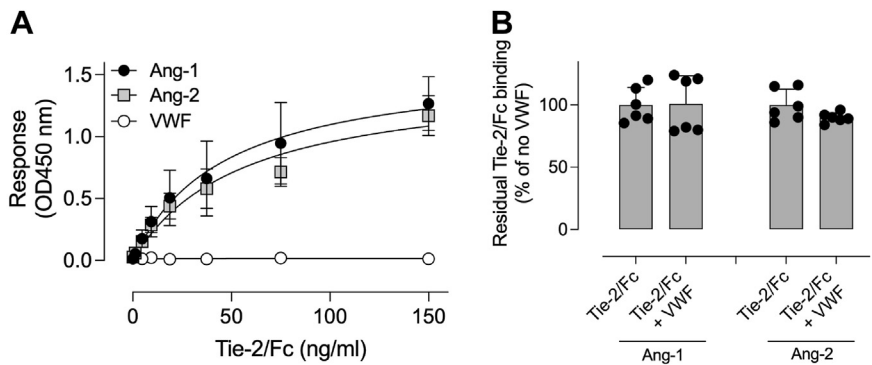 A
Response
(OD450 nm)
1.5
1.0
0.5
0.0
Ang-1
Ang-2
VWF
0 50 100 150
Tie-2/Fc (ng/ml)
B
Residual Tie-2/Fc binding
(% of no VWF)
100
50
0
Tie-2/Fc
Tie-2/Fc
+ VWF
Tie-2/Fc
Tie-2/Fc
+ VWF
Ang-1
Ang-2